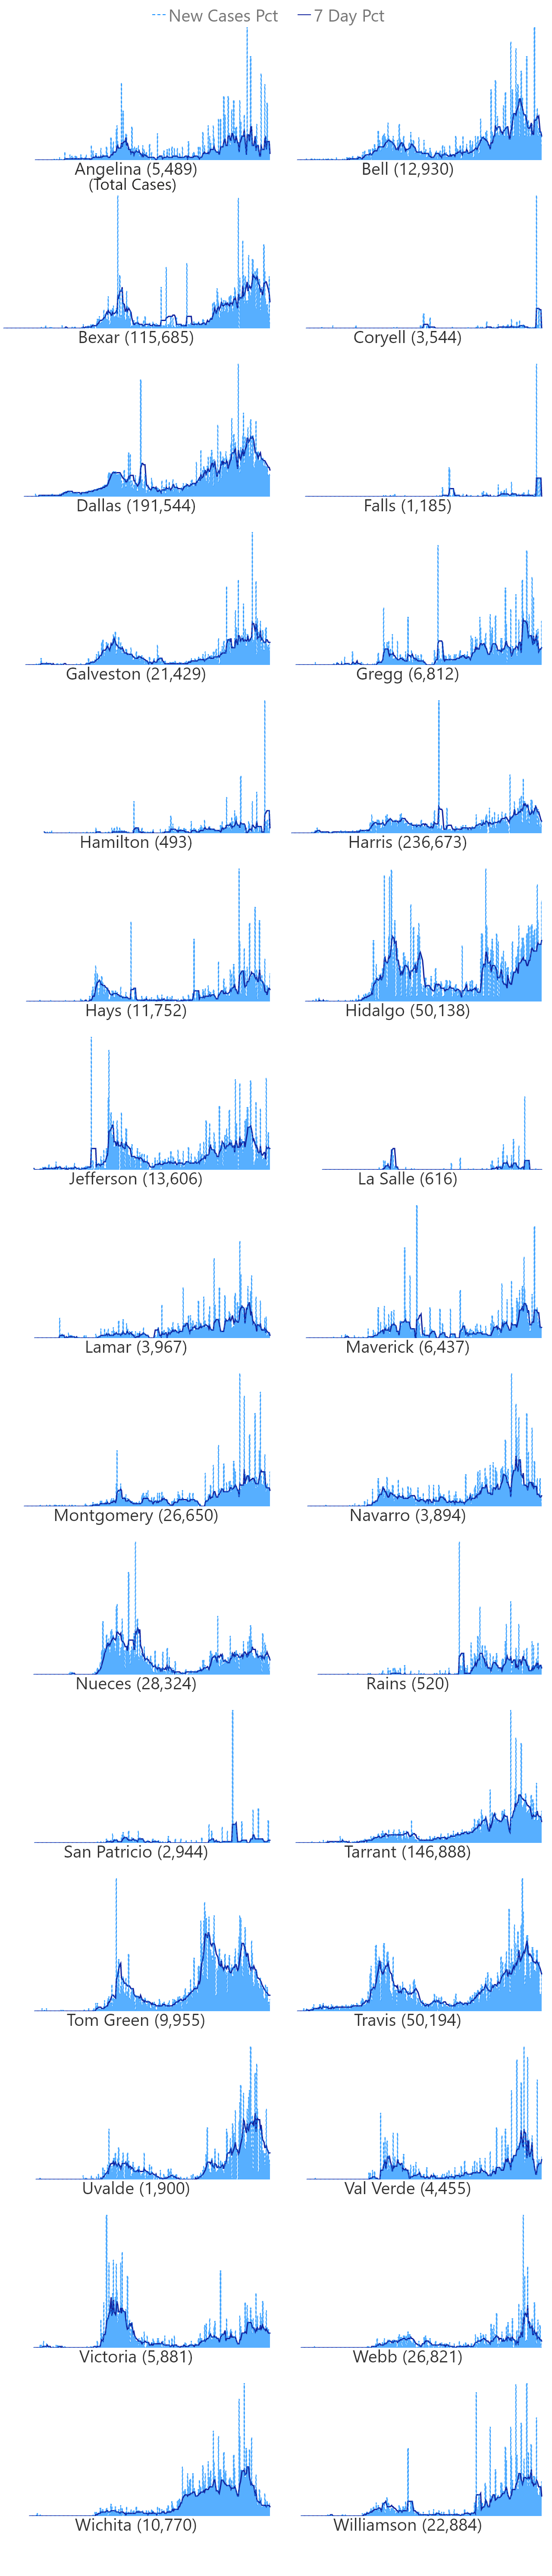 New Cases Pct 7 Day Pct
Angelina (5,489)
(Total Cases)
Bell (12,930)
Bexar (115,685)
Coryell (3,544)
Dallas (191,544)
Falls (1,185)
Galveston (21,429)
Gregg (6,812)
Hamilton (493)
Harris (236,673)
Hays (11,752)
Hidalgo (50,138)
Jefferson (13,606)
La Salle (616)
Lamar (3,967)
Maverick (6,437)
Montgomery (26,650)
Navarro (3,894)
Nueces (28,324)
Rains (520)
San Patricio (2,944)
Tarrant (146,888)
Tom Green (9,955)
Travis (50,194)
Uvalde (1,900)
Val Verde (4,455)
Victoria (5,881)
Webb (26,821)
Wichita (10,770)
Williamson (22,884)